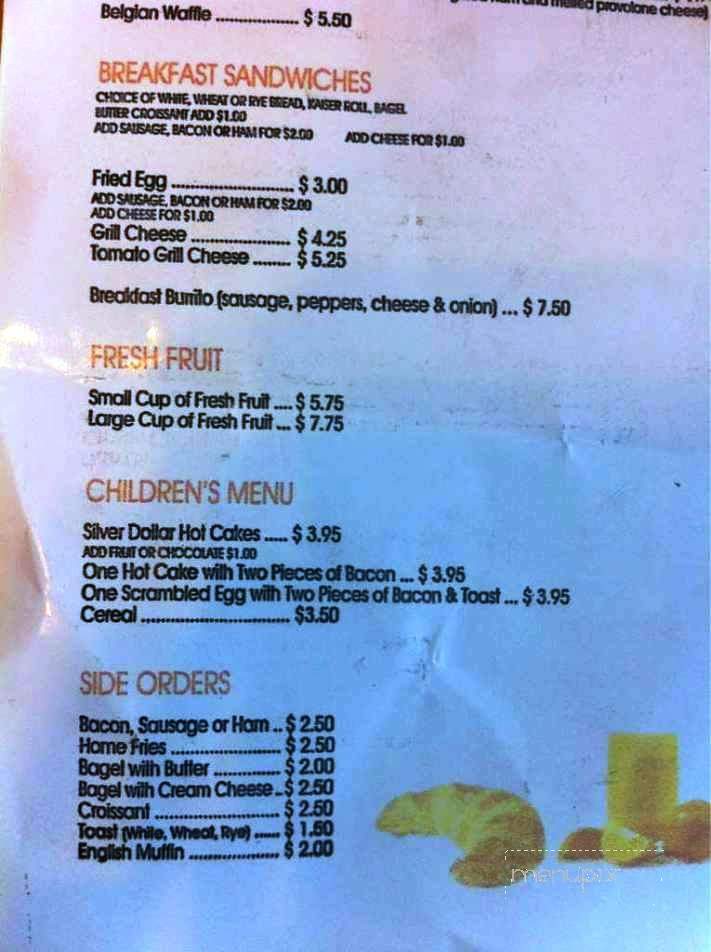 and melted provolone cheese)
Belgian Waffle .................. $ 5.50
BREAKFAST SANDWICHES
CHOICE OF WHITE, WHEAT OR RYE BREAD, KAISER ROLL, BAGEL
BUTTER CROISSANT ADD $1.00
ADD SAUSAGE, BACON OR HAM FOR $2.00 ADD CHEESE FOR $1.00
Fried Egg ........................... $ 3.00
ADD SAUSAGE, BACON OR HAM FOR $2.00
ADD CHEESE FOR $1.00
Grill Cheese ...................... $ 4.25
Tomato Grill Cheese ........ $ 5.25
Breakfast Burrito (sausage, peppers, cheese & onion) ... $ 7.50
FRESH FRUIT
Small Cup of Fresh Fruit .... $ 5.75
Large Cup of Fresh Fruit ... $ 7.75
CHILDREN'S MENU
Silver Dollar Hot Cakes ..... $ 3.95
ADD FRUIT OR CHOCOLATE $1.00
One Hot Cake with Two Pieces of Bacon ... $ 3.95
One Scrambled Egg with Two Pieces of Bacon & Toast ... $ 3.95
Cereal ................................ $3.50
SIDE ORDERS
Bacon, Sausage or Ham .. $ 2.50
Home Fries ........................ $ 2.50
Bagel with Butter .............. $ 2.00
Bagel with Cream Cheese .. $ 2.50
Croissant ........................... $ 2.50
Toast (White, Wheat, Rye) ...... $ 1.50
English Muffin .................... $ 2.00
menupix